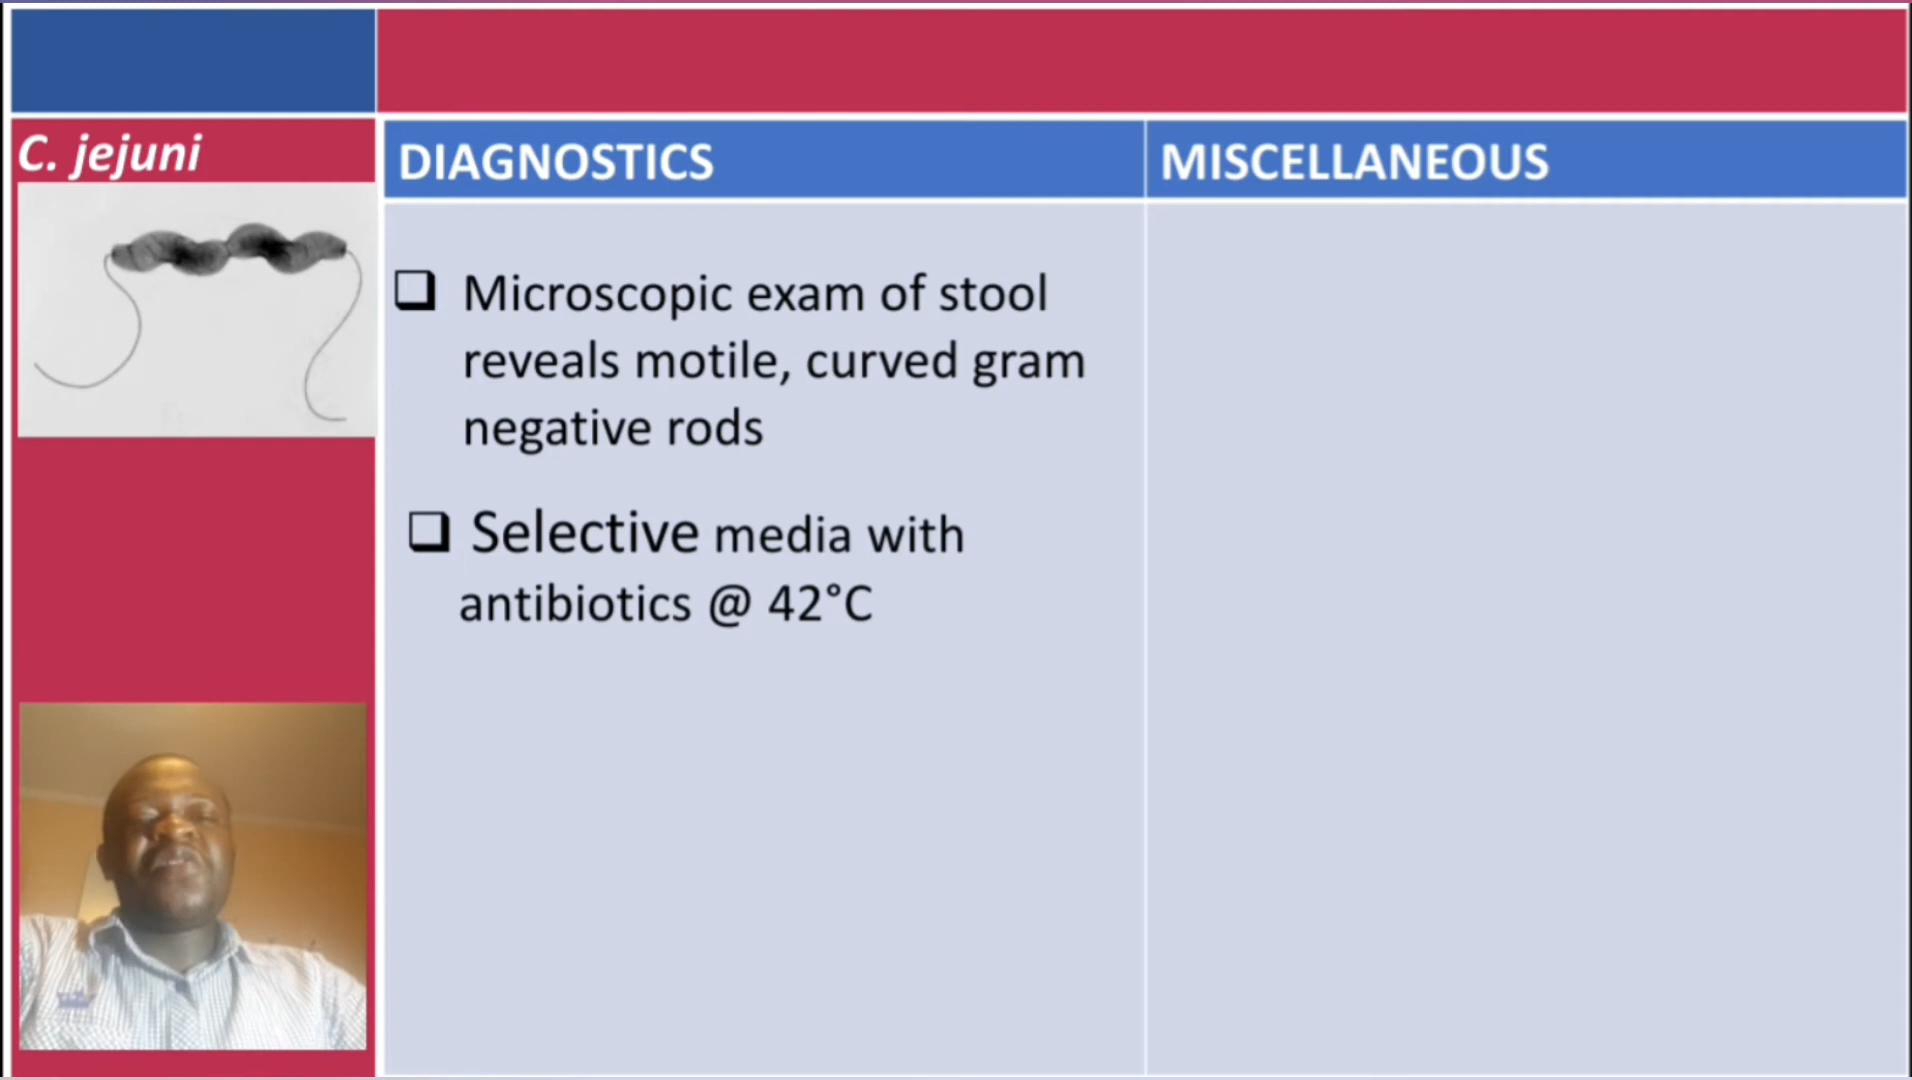 C. jejuni
DIAGNOSTICS
MISCELLANEOUS
❑ Microscopic exam of stool
reveals motile, curved gram
negative rods
❑ Selective media with
antibiotics @ 42°C